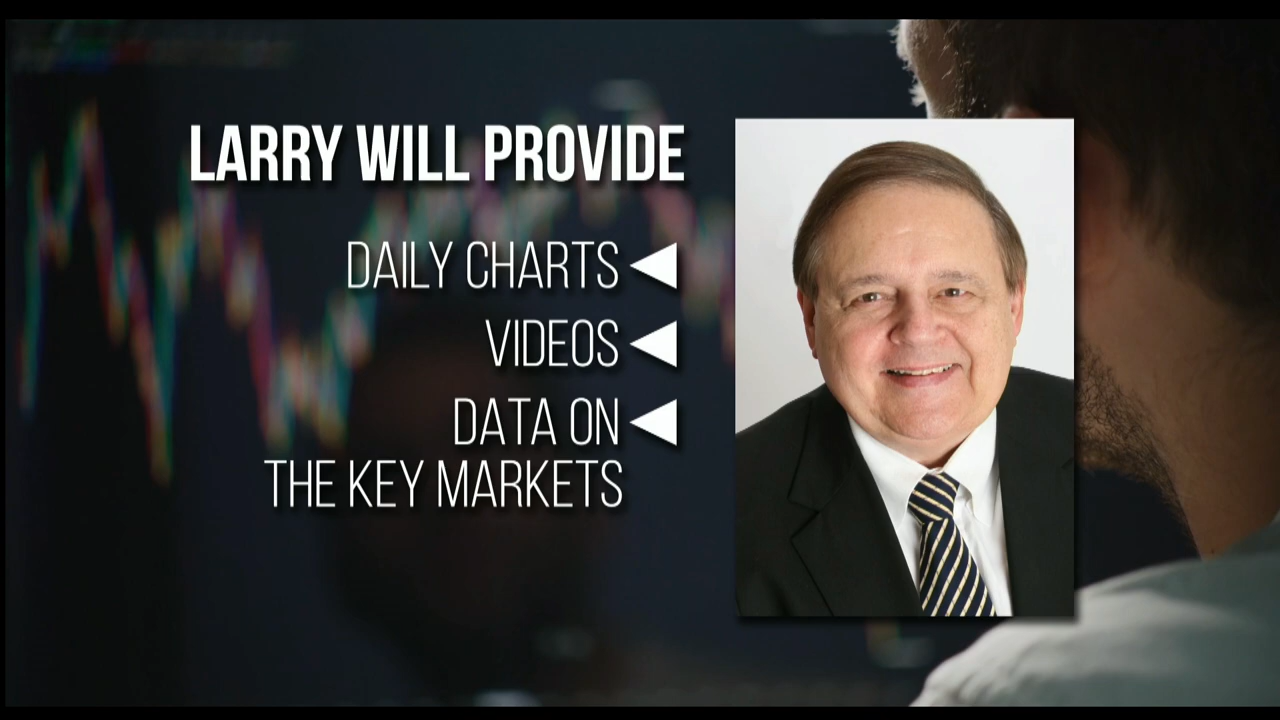 LARRY WILL PROVIDE
DAILY CHARTS
VIDEOS
DATA ON
THE KEY MARKETS